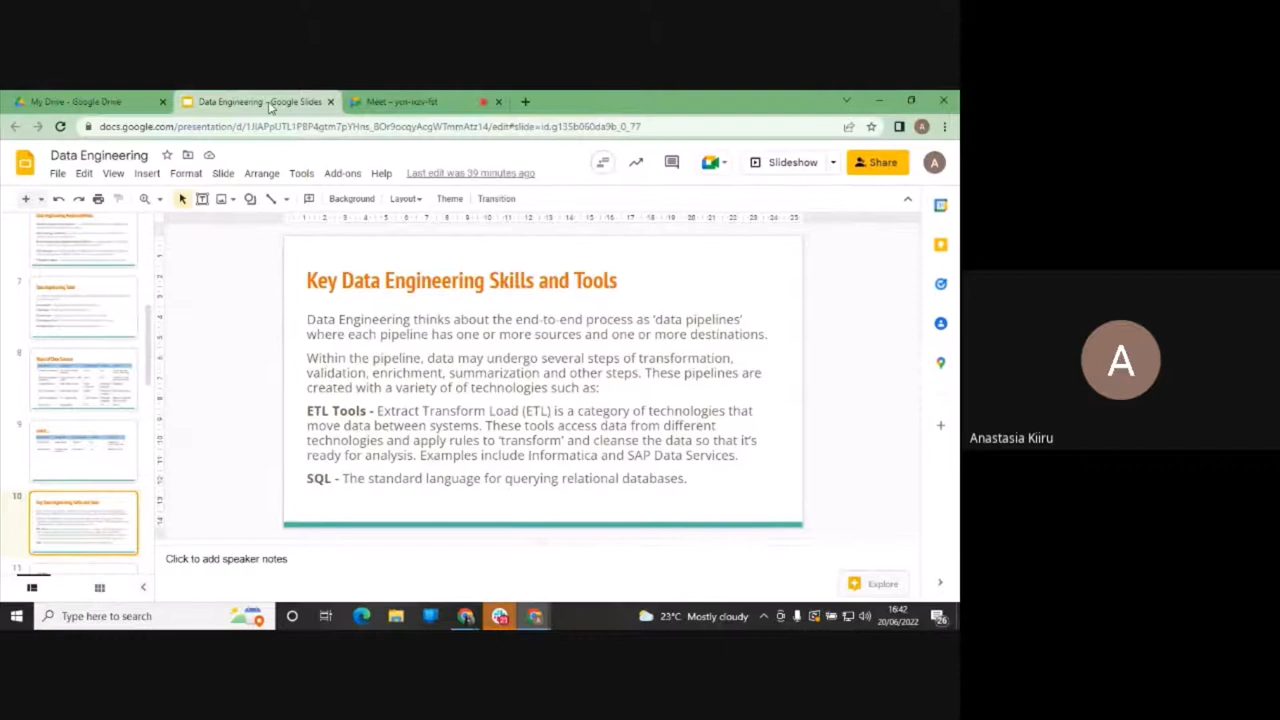 My Drive - Google Drive
Data Engineering - Google Slides
Meet – ycn-ixzv-fst
Data Engineering
File Edit View Insert Format Slide Arrange Tools Add-ons Help Last edit was 39 minutes ago
Slideshow
Share
A
Background Layout Theme Transition
7
8
9
10
11
Key Data Engineering Skills and Tools
Data Engineering thinks about the end-to-end process as 'data pipelines'
where each pipeline has one or more sources and one or more destinations.
Within the pipeline, data may undergo several steps of transformation,
validation, enrichment, summarization and other steps. These pipelines are
created with a variety of of technologies such as:
ETL Tools - Extract Transform Load (ETL) is a category of technologies that
move data between systems. These tools access data from different
technologies and apply rules to 'transform' and cleanse the data so that it's
ready for analysis. Examples include Informatica and SAP Data Services.
SQL - The standard language for querying relational databases.
Click to add speaker notes
Explore
Type here to search
23°C Mostly cloudy
16:42
20/06/2022
26
A
Anastasia Kiiru